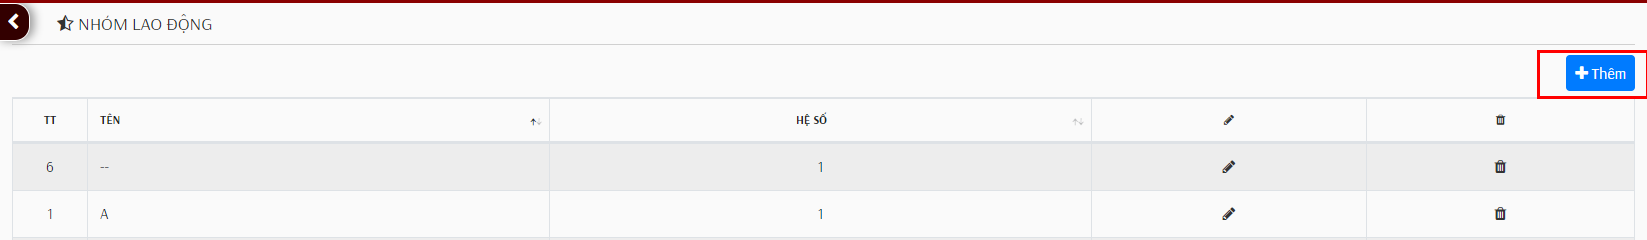 NHÓM LAO ĐỘNG
Thêm
TT TÊN HỆ SỐ
6 -- 1
1 A 1